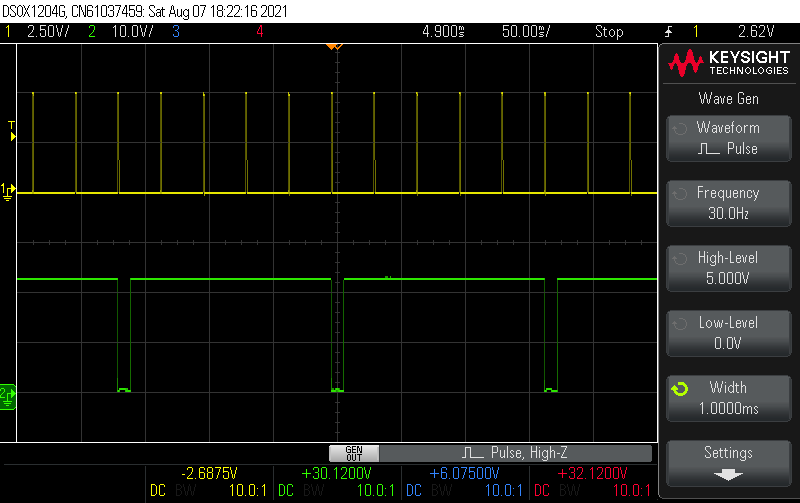 DSOX1204G, CN61037459: Sat Aug 07 18:22:16 2021
1 2.50V/ 2 10.0V/ 3 4 4.900s 50.00s/ Stop 1 2.62V
KEYSIGHT
TECHNOLOGIES
Wave Gen
Waveform
Pulse
Frequency
30.0Hz
High-Level
5.000V
Low-Level
0.0V
Width
1.0000ms
Settings
T
1
2
GEN
OUT
Pulse, High-Z
-2.6875V +30.1200V +6.07500V +32.1200V
DC BW 10.0:1 DC BW 10.0:1 DC BW 10.0:1 DC BW 10.0:1